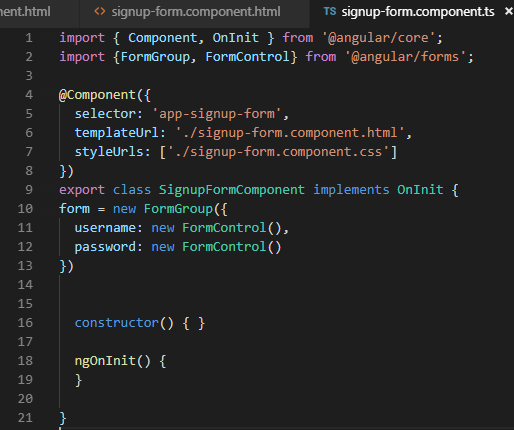 nent.html
<> signup-form.component.html
TS signup-form.component.ts ×
1 import { Component, OnInit } from '@angular/core';
2 import {FormGroup, FormControl} from '@angular/forms';
3
4 @Component({
5   selector: 'app-signup-form',
6   templateUrl: './signup-form.component.html',
7   styleUrls: ['./signup-form.component.css']
8 })
9 export class SignupFormComponent implements OnInit {
10 form = new FormGroup({
11   username: new FormControl(),
12   password: new FormControl()
13 })
14
15
16   constructor() { }
17
18   ngOnInit() {
19   }
20
21 }